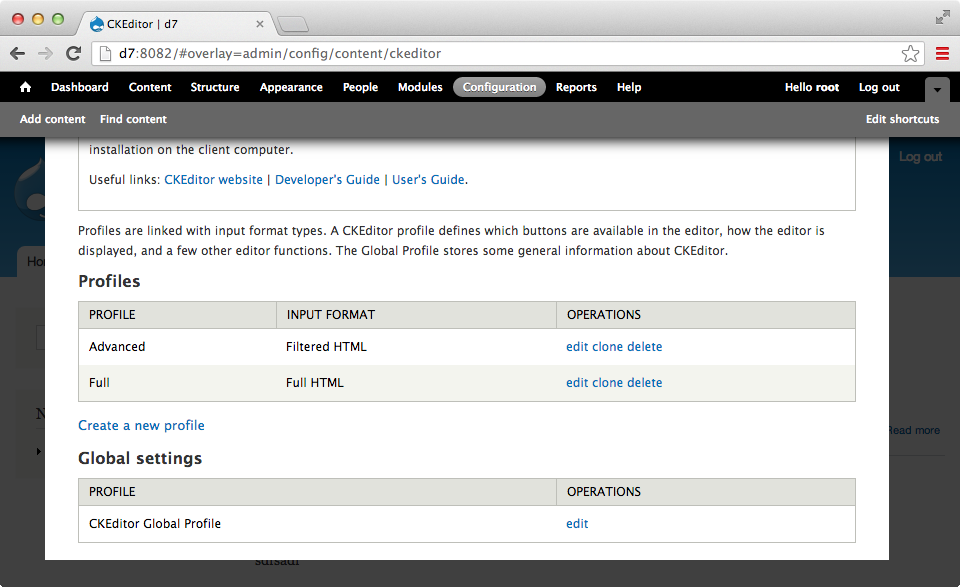 CKEditor | d7
d7:8082/#overlay=admin/config/content/ckeditor
Dashboard Content Structure Appearance People Modules Configuration Reports Help Hello root Log out
Add content Find content Edit shortcuts
Log out
installation on the client computer.
Useful links: CKEditor website | Developer's Guide | User's Guide.
Profiles are linked with input format types. A CKEditor profile defines which buttons are available in the editor, how the editor is
displayed, and a few other editor functions. The Global Profile stores some general information about CKEditor.
Profiles
PROFILE INPUT FORMAT OPERATIONS
Advanced Filtered HTML edit clone delete
Full Full HTML edit clone delete
Create a new profile
Read more
Global settings
PROFILE OPERATIONS
CKEditor Global Profile edit